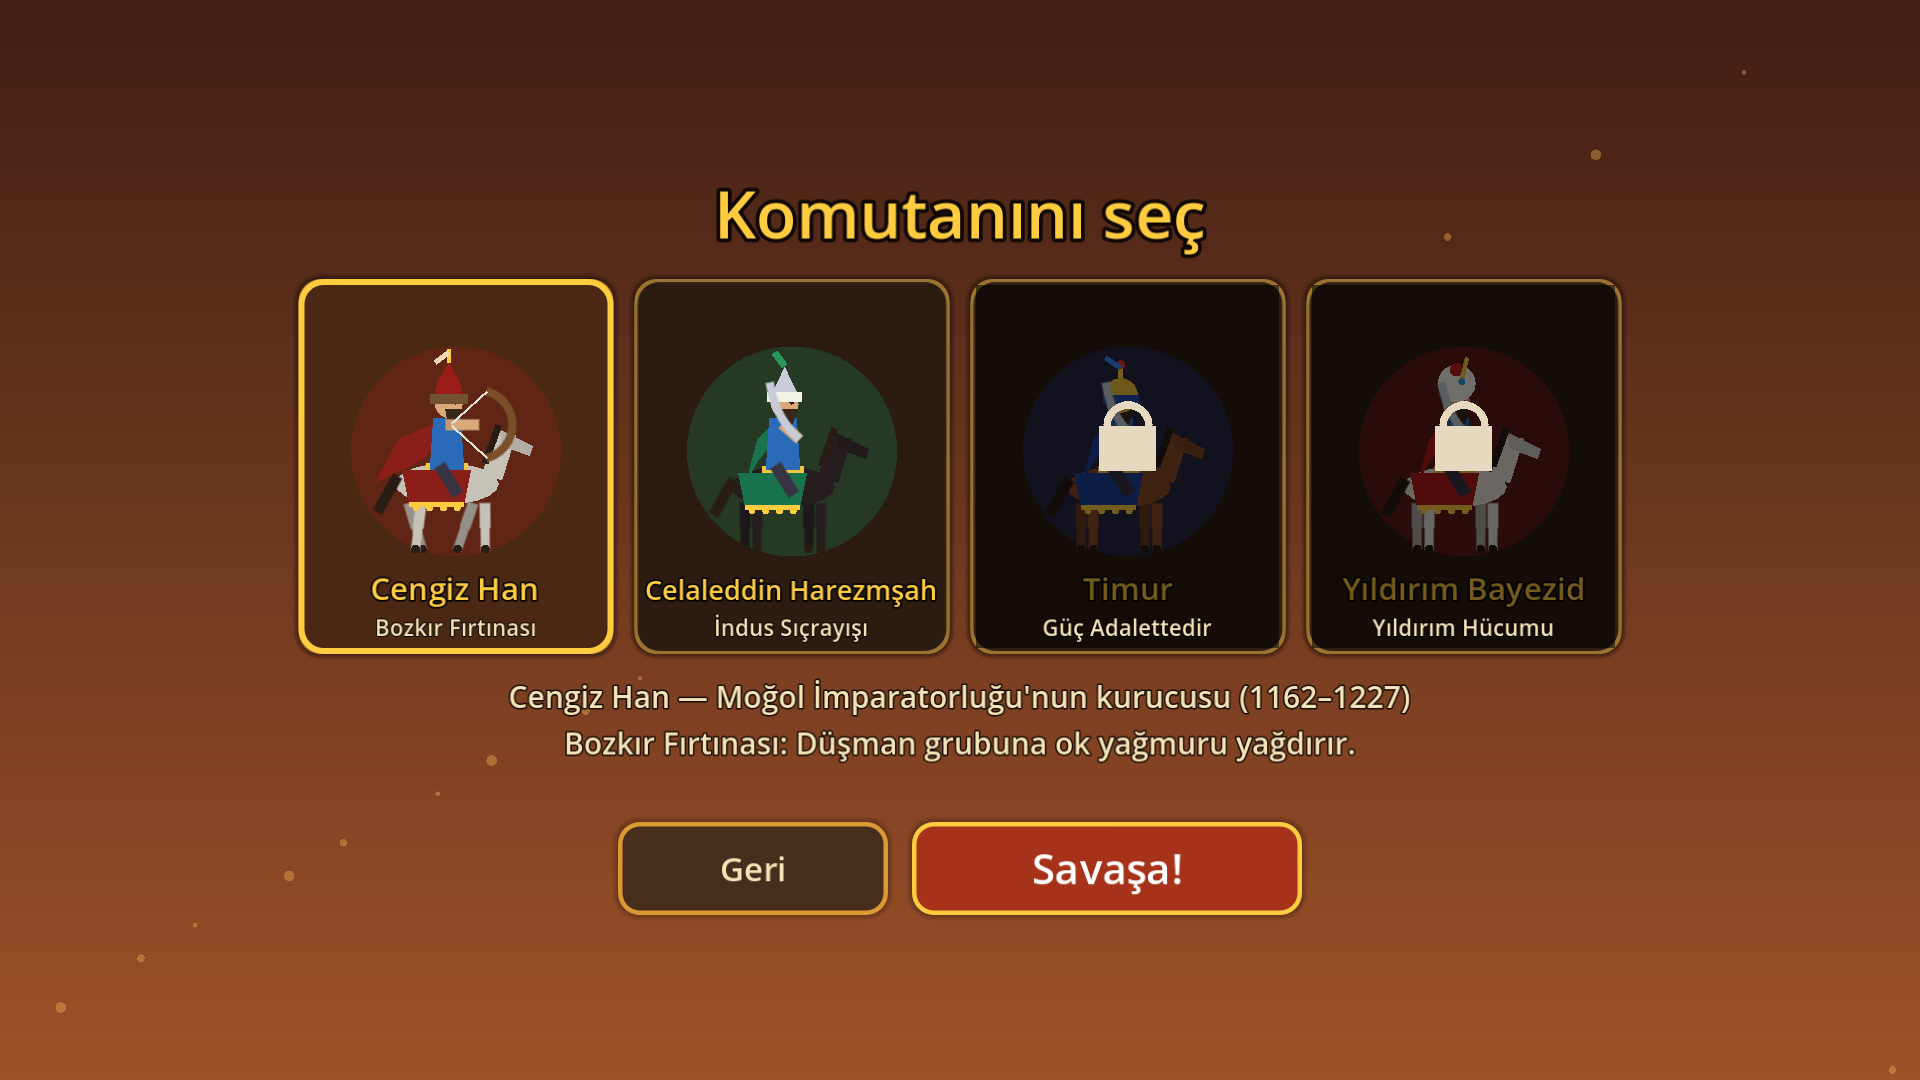 Komutanını seç
Cengiz Han
Bozkır Fırtınası
Celaleddin Harezmşah
İndus Sıçrayışı
Timur
Güç Adalettedir
Yıldırım Bayezid
Yıldırım Hücumu
Cengiz Han — Moğol İmparatorluğu'nun kurucusu (1162–1227)
Bozkır Fırtınası: Düşman grubuna ok yağmuru yağdırır.
Geri
Savaşa!